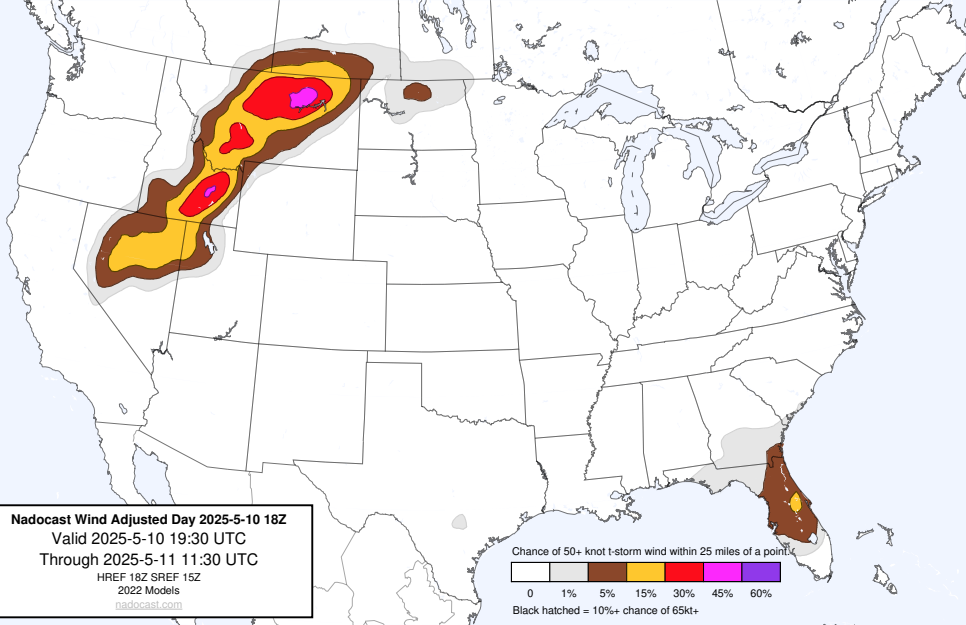 Nadocast Wind Adjusted Day 2025-5-10 18Z
Valid 2025-5-10 19:30 UTC
Through 2025-5-11 11:30 UTC
HREF 18Z SREF 15Z
2022 Models
nadocast.com
Chance of 50+ knot t-storm wind within 25 miles of a point.
0 1% 5% 15% 30% 45% 60%
Black hatched = 10%+ chance of 65kt+